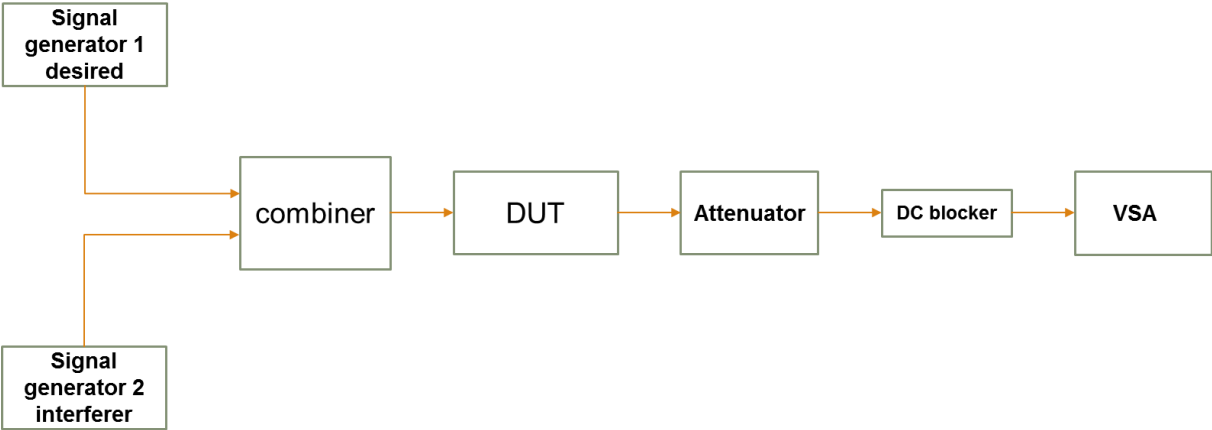 Signal
generator 1
desired
combiner
DUT
Attenuator
DC blocker
VSA
Signal
generator 2
interferer